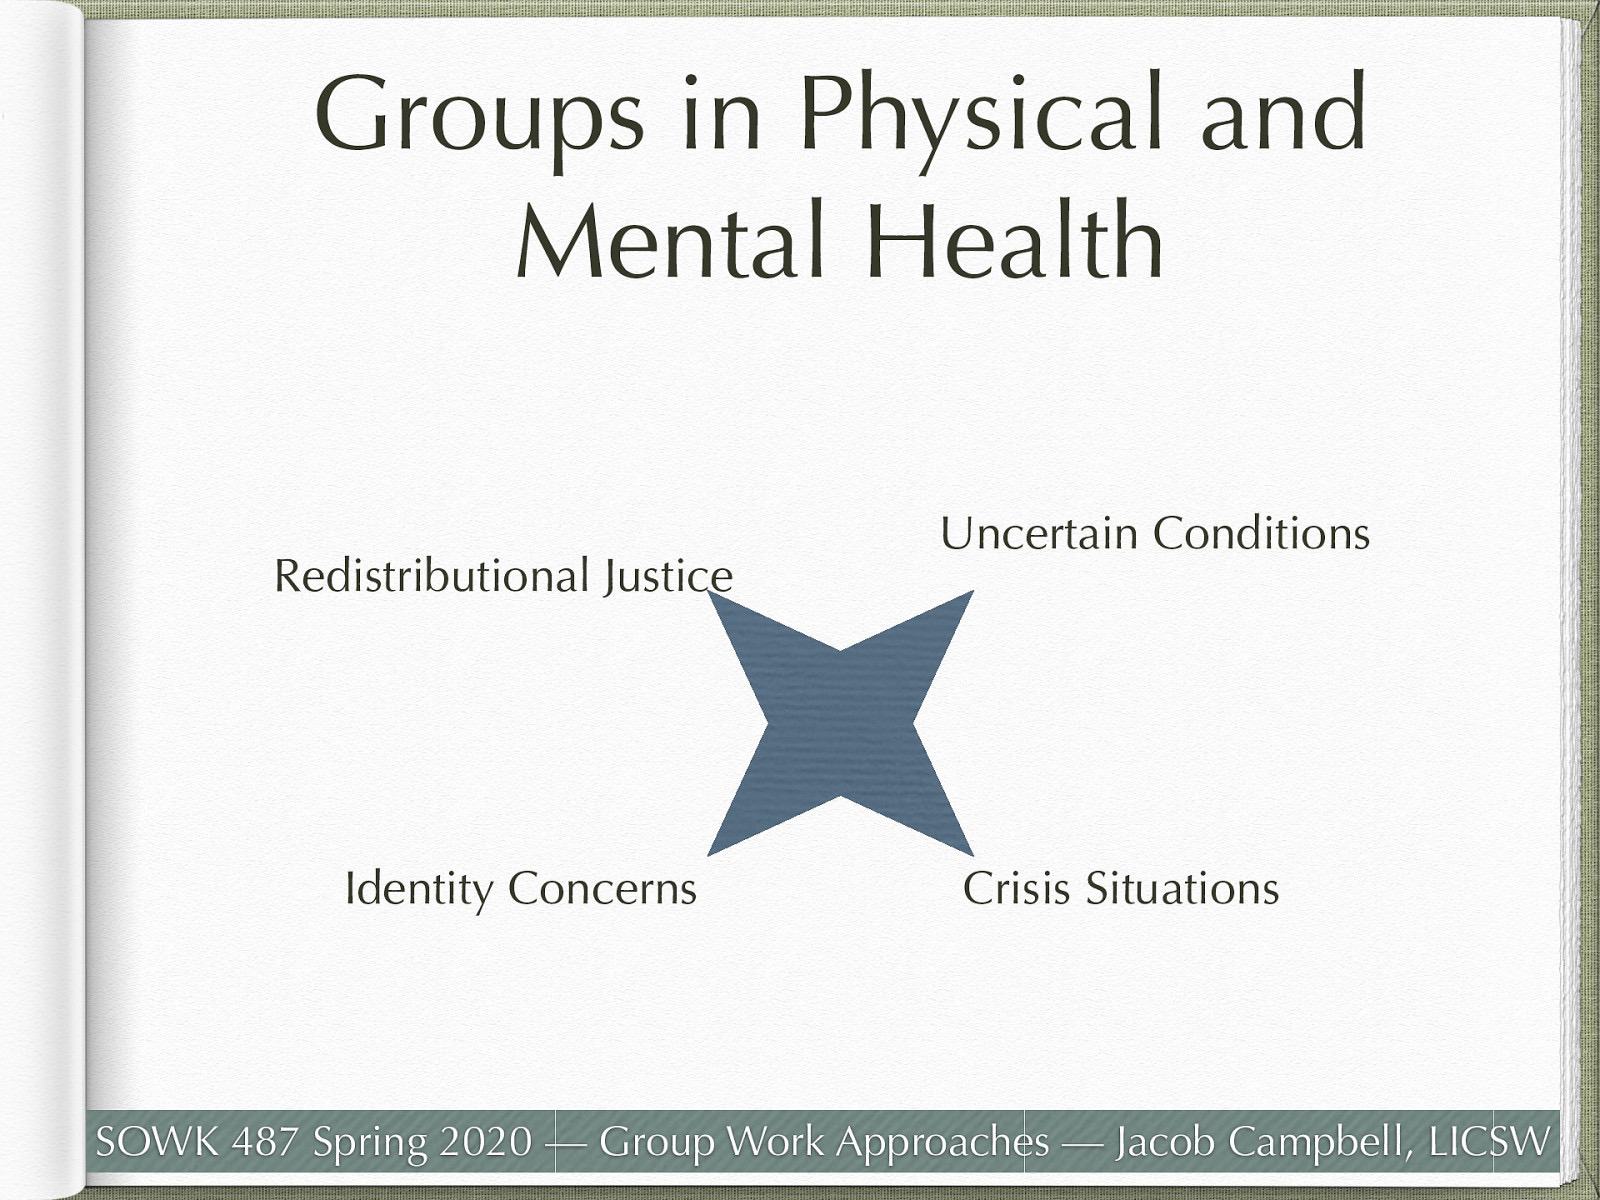 Groups in Physical and
Mental Health
Uncertain Conditions
Redistributional Justice
Identity Concerns
Crisis Situations
SOWK 487 Spring 2020 — Group Work Approaches — Jacob Campbell, LICSW